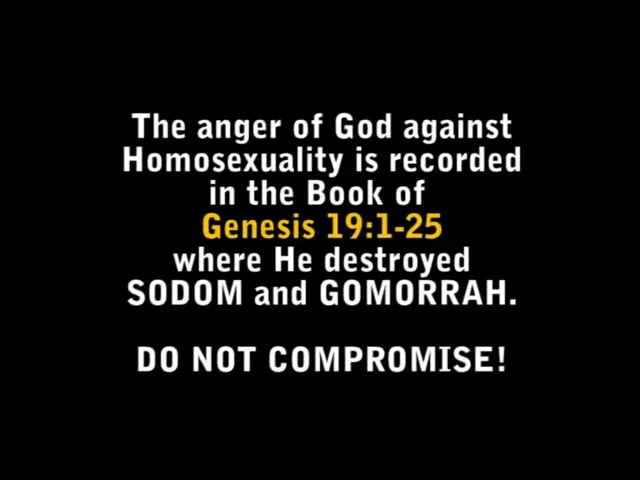 The anger of God against
Homosexuality is recorded
in the Book of
Genesis 19:1-25
where He destroyed
SODOM and GOMORRAH.
DO NOT COMPROMISE!